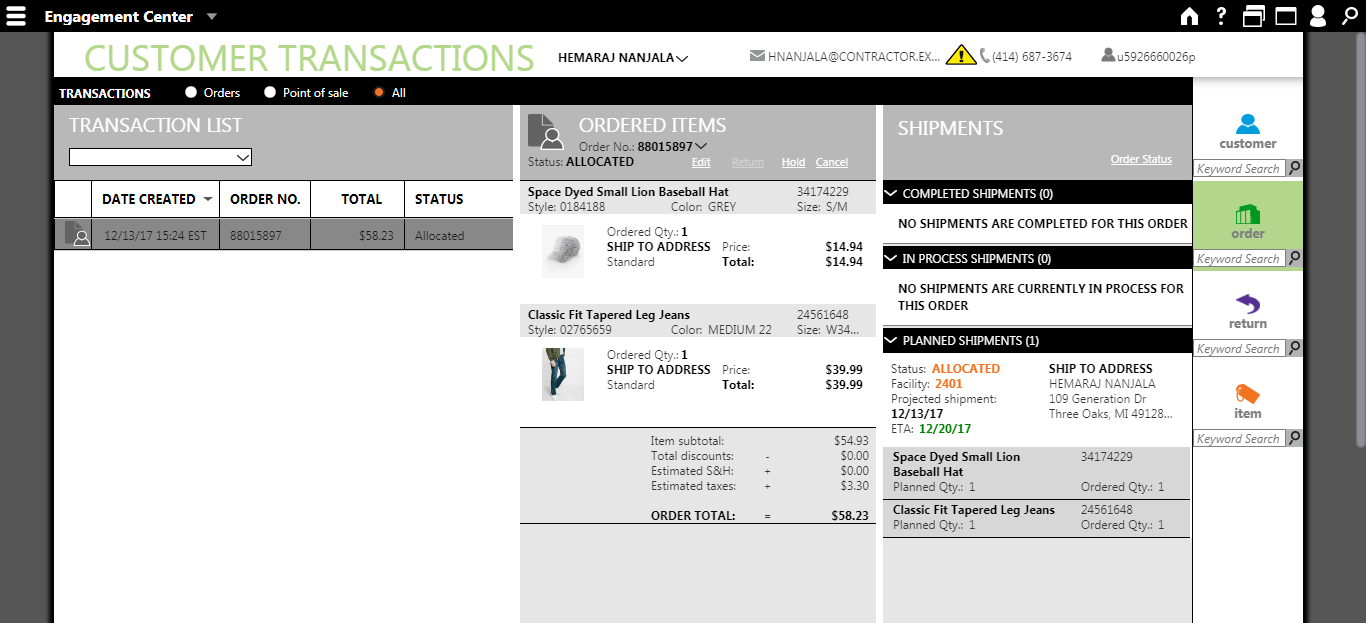 Engagement Center
CUSTOMER TRANSACTIONS
HEMARAJ NANJALA
HNANJALA@CONTRACTOR.EX...
(414) 687-3674
u5926660026p
TRANSACTIONS
Orders
Point of sale
All
TRANSACTION LIST
DATE CREATED
ORDER NO.
TOTAL
STATUS
12/13/17 15:24 EST
88015897
$58.23
Allocated
ORDERED ITEMS
Order No.: 88015897
Status: ALLOCATED
Edit
Return
Hold
Cancel
Space Dyed Small Lion Baseball Hat 34174229
Style: 0184188 Color: GREY Size: S/M
Ordered Qty.: 1
SHIP TO ADDRESS Price: $14.94
Standard Total: $14.94
Classic Fit Tapered Leg Jeans 24561648
Style: 02765659 Color: MEDIUM 22 Size: W34...
Ordered Qty.: 1
SHIP TO ADDRESS Price: $39.99
Standard Total: $39.99
Item subtotal: $54.93
Total discounts: - $0.00
Estimated S&H: + $0.00
Estimated taxes: + $3.30
ORDER TOTAL: = $58.23
SHIPMENTS
Order Status
COMPLETED SHIPMENTS (0)
NO SHIPMENTS ARE COMPLETED FOR THIS ORDER
IN PROCESS SHIPMENTS (0)
NO SHIPMENTS ARE CURRENTLY IN PROCESS FOR
THIS ORDER
PLANNED SHIPMENTS (1)
Status: ALLOCATED
Facility: 2401
Projected shipment:
12/13/17
ETA: 12/20/17
SHIP TO ADDRESS
HEMARAJ NANJALA
109 Generation Dr
Three Oaks, MI 49128...
Space Dyed Small Lion 34174229
Baseball Hat
Planned Qty.: 1 Ordered Qty.: 1
Classic Fit Tapered Leg Jeans 24561648
Planned Qty.: 1 Ordered Qty.: 1
customer
Keyword Search
order
Keyword Search
return
Keyword Search
item
Keyword Search